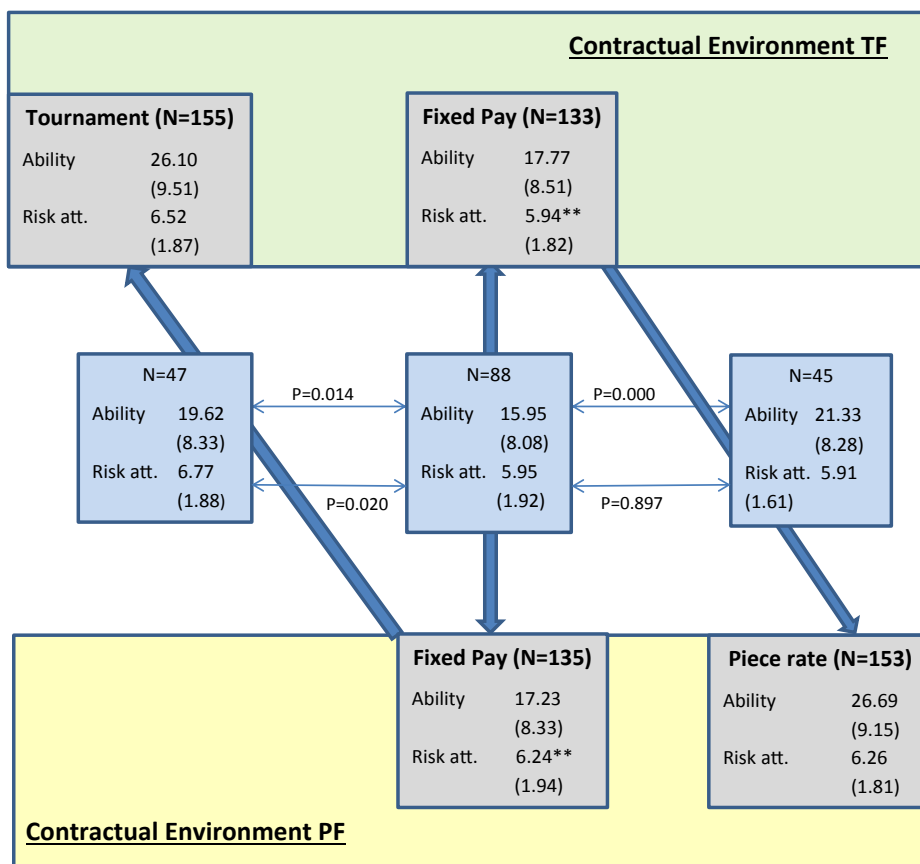 Contractual Environment TF
Tournament (N=155)
Ability 26.10
(9.51)
Risk att. 6.52
(1.87)
Fixed Pay (N=133)
Ability 17.77
(8.51)
Risk att. 5.94**
(1.82)
N=47
Ability 19.62
(8.33)
Risk att. 6.77
(1.88)
P=0.014
P=0.020
N=88
Ability 15.95
(8.08)
Risk att. 5.95
(1.92)
P=0.000
P=0.897
N=45
Ability 21.33
(8.28)
Risk att. 5.91
(1.61)
Fixed Pay (N=135)
Ability 17.23
(8.33)
Risk att. 6.24**
(1.94)
Piece rate (N=153)
Ability 26.69
(9.15)
Risk att. 6.26
(1.81)
Contractual Environment PF